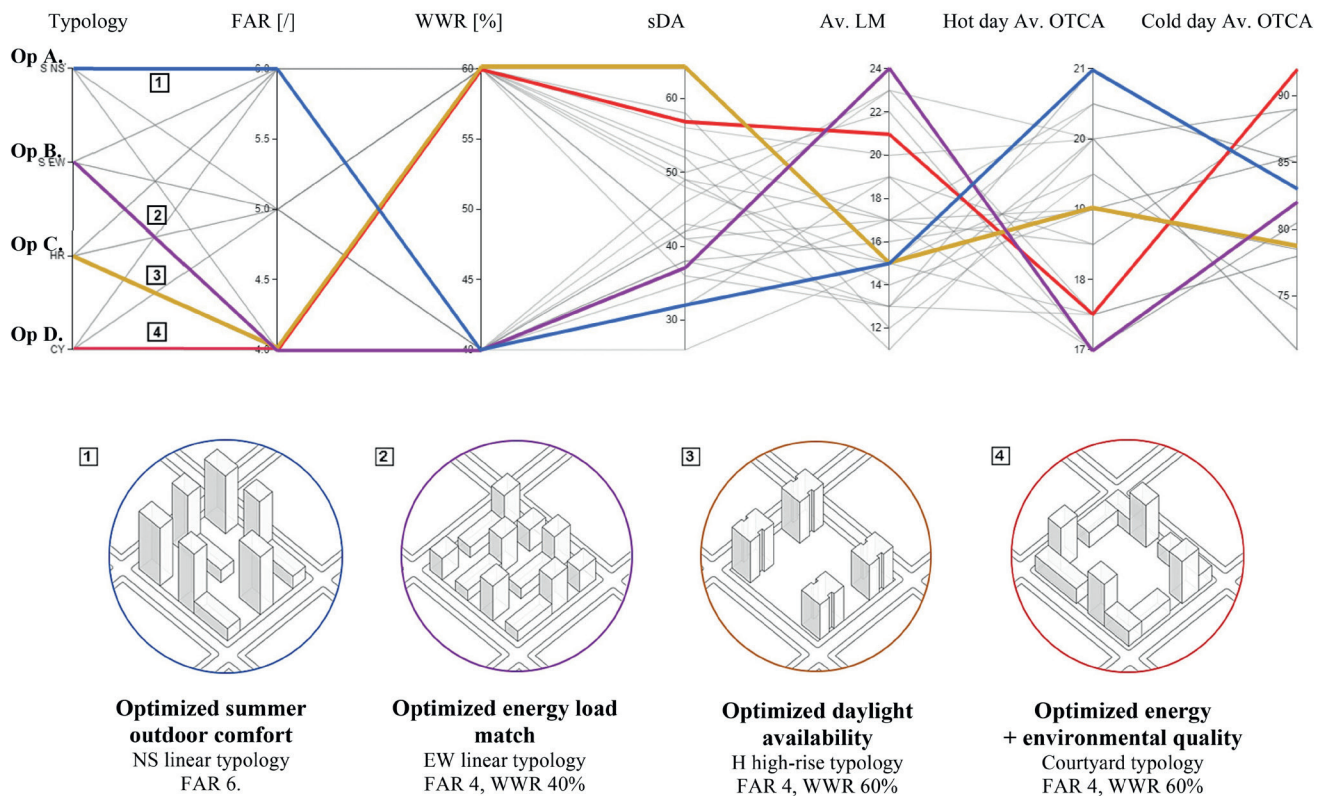 Typology FAR [/] WWR [%] sDA Av. LM Hot day Av. OTCA Cold day Av. OTCA
Op A.
S NS
Op B.
S EW
Op C.
HR
Op D.
CY
1
2
3
4
6.0
5.5
5.0
4.5
4.0
60
55
50
45
40
60
50
40
30
24
22
20
18
16
14
12
21
20
19
18
17
90
85
80
75
1
2
3
4
Optimized summer
outdoor comfort
NS linear typology
FAR 6.
Optimized energy load
match
EW linear typology
FAR 4, WWR 40%
Optimized daylight
availability
H high-rise typology
FAR 4, WWR 60%
Optimized energy
+ environmental quality
Courtyard typology
FAR 4, WWR 60%